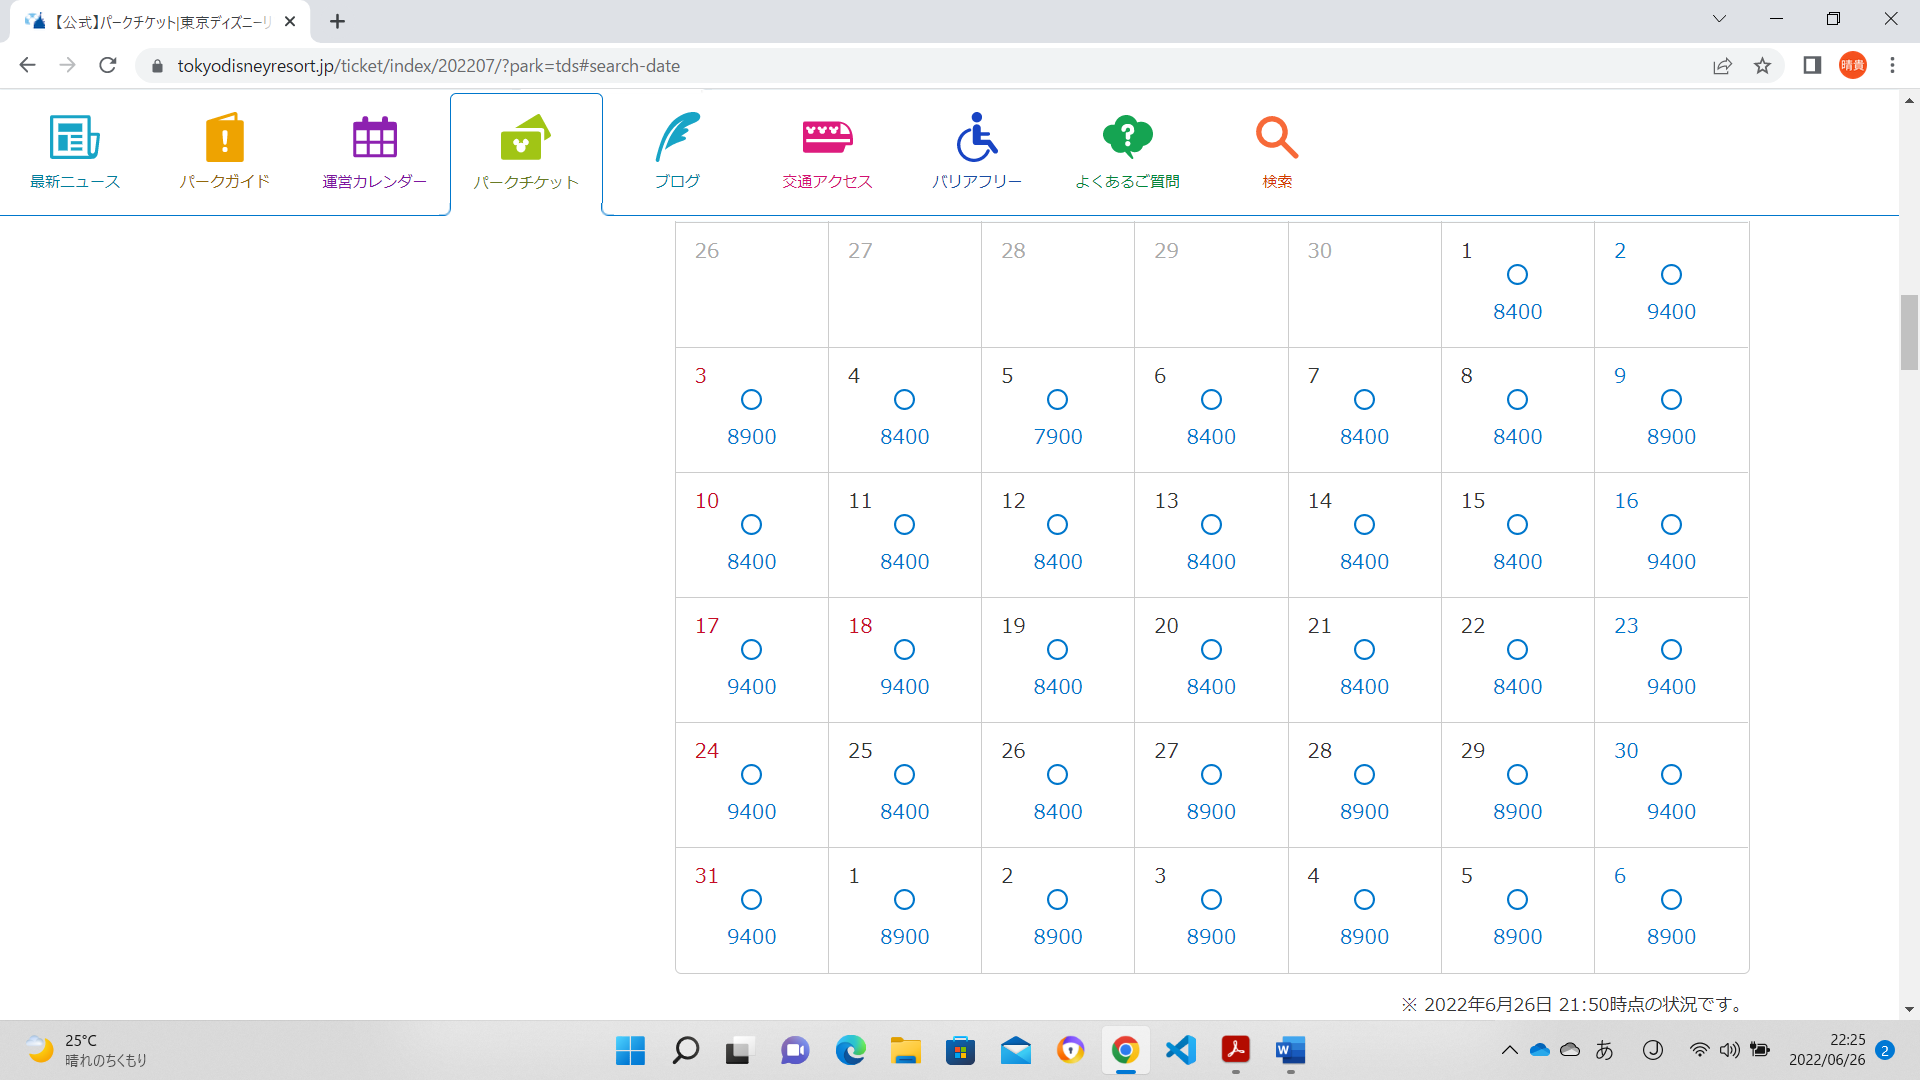 【公式】パークチケット|東京ディズニーリ
tokyodisneyresort.jp/ticket/index/202207/?park=tds#search-date
晴貴
最新ニュース パークガイド 運営カレンダー パークチケット ブログ 交通アクセス バリアフリー よくあるご質問 検索
26 27 28 29 30 1 2
8400 9400
3 4 5 6 7 8 9
8900 8400 7900 8400 8400 8400 8900
10 11 12 13 14 15 16
8400 8400 8400 8400 8400 8400 9400
17 18 19 20 21 22 23
9400 9400 8400 8400 8400 8400 9400
24 25 26 27 28 29 30
9400 8400 8400 8900 8900 8900 9400
31 1 2 3 4 5 6
9400 8900 8900 8900 8900 8900 8900
※ 2022年6月26日 21:50時点の状況です。
25°C
晴れのちくもり
あ
22:25
2022/06/26
2